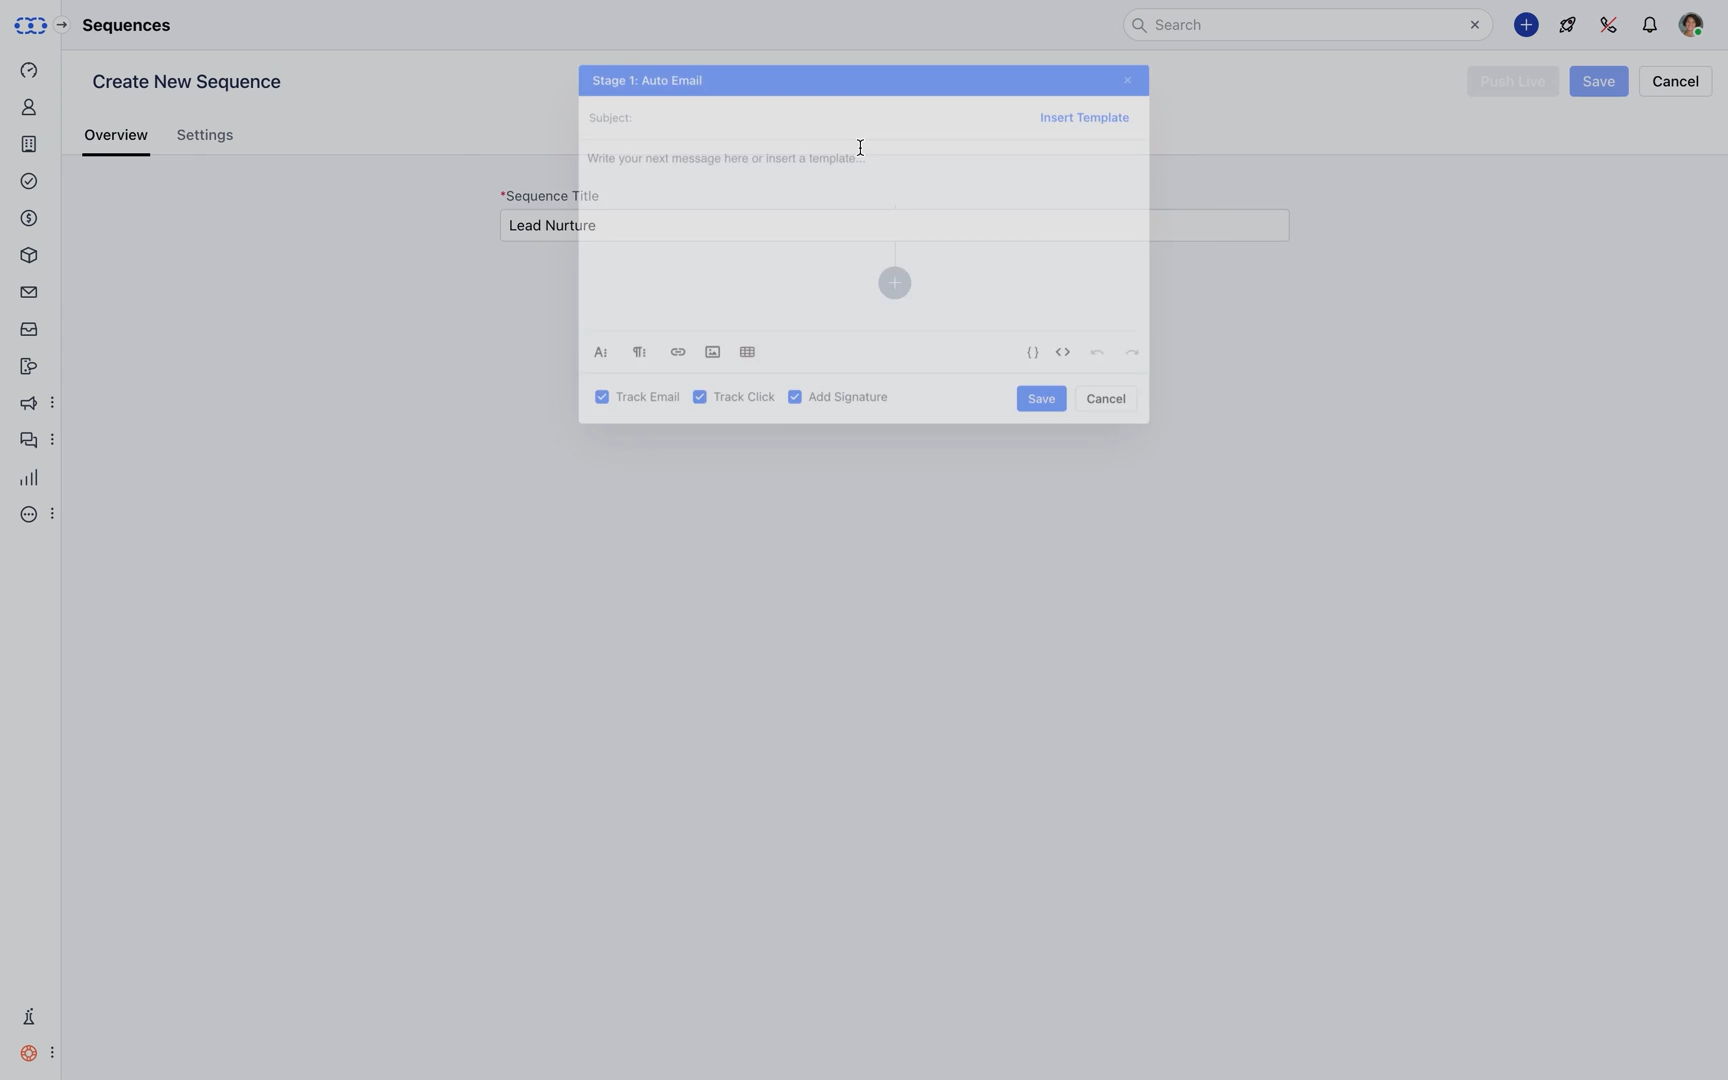 Sequences
Search
Create New Sequence
Push Live
Save
Cancel
Overview
Settings
Stage 1: Auto Email
Subject:
Insert Template
Write your next message here or insert a template...
*Sequence Title
Lead Nurture
Track Email
Track Click
Add Signature
Save
Cancel